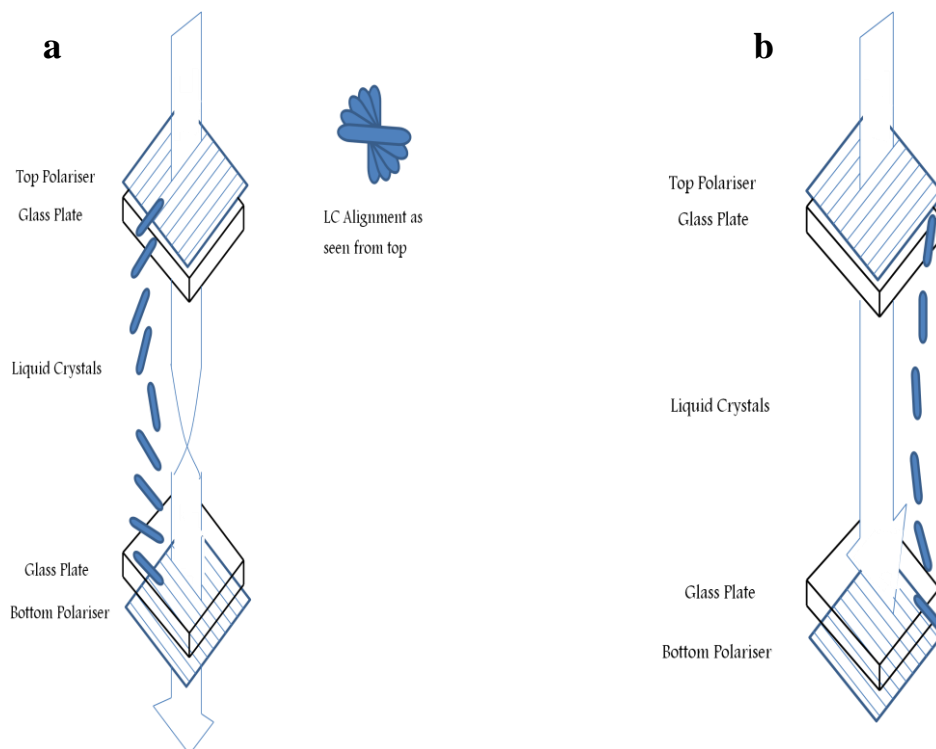 a
Top Polariser
Glass Plate
Liquid Crystals
Glass Plate
Bottom Polariser
LC Alignment as
seen from top
b
Top Polariser
Glass Plate
Liquid Crystals
Glass Plate
Bottom Polariser